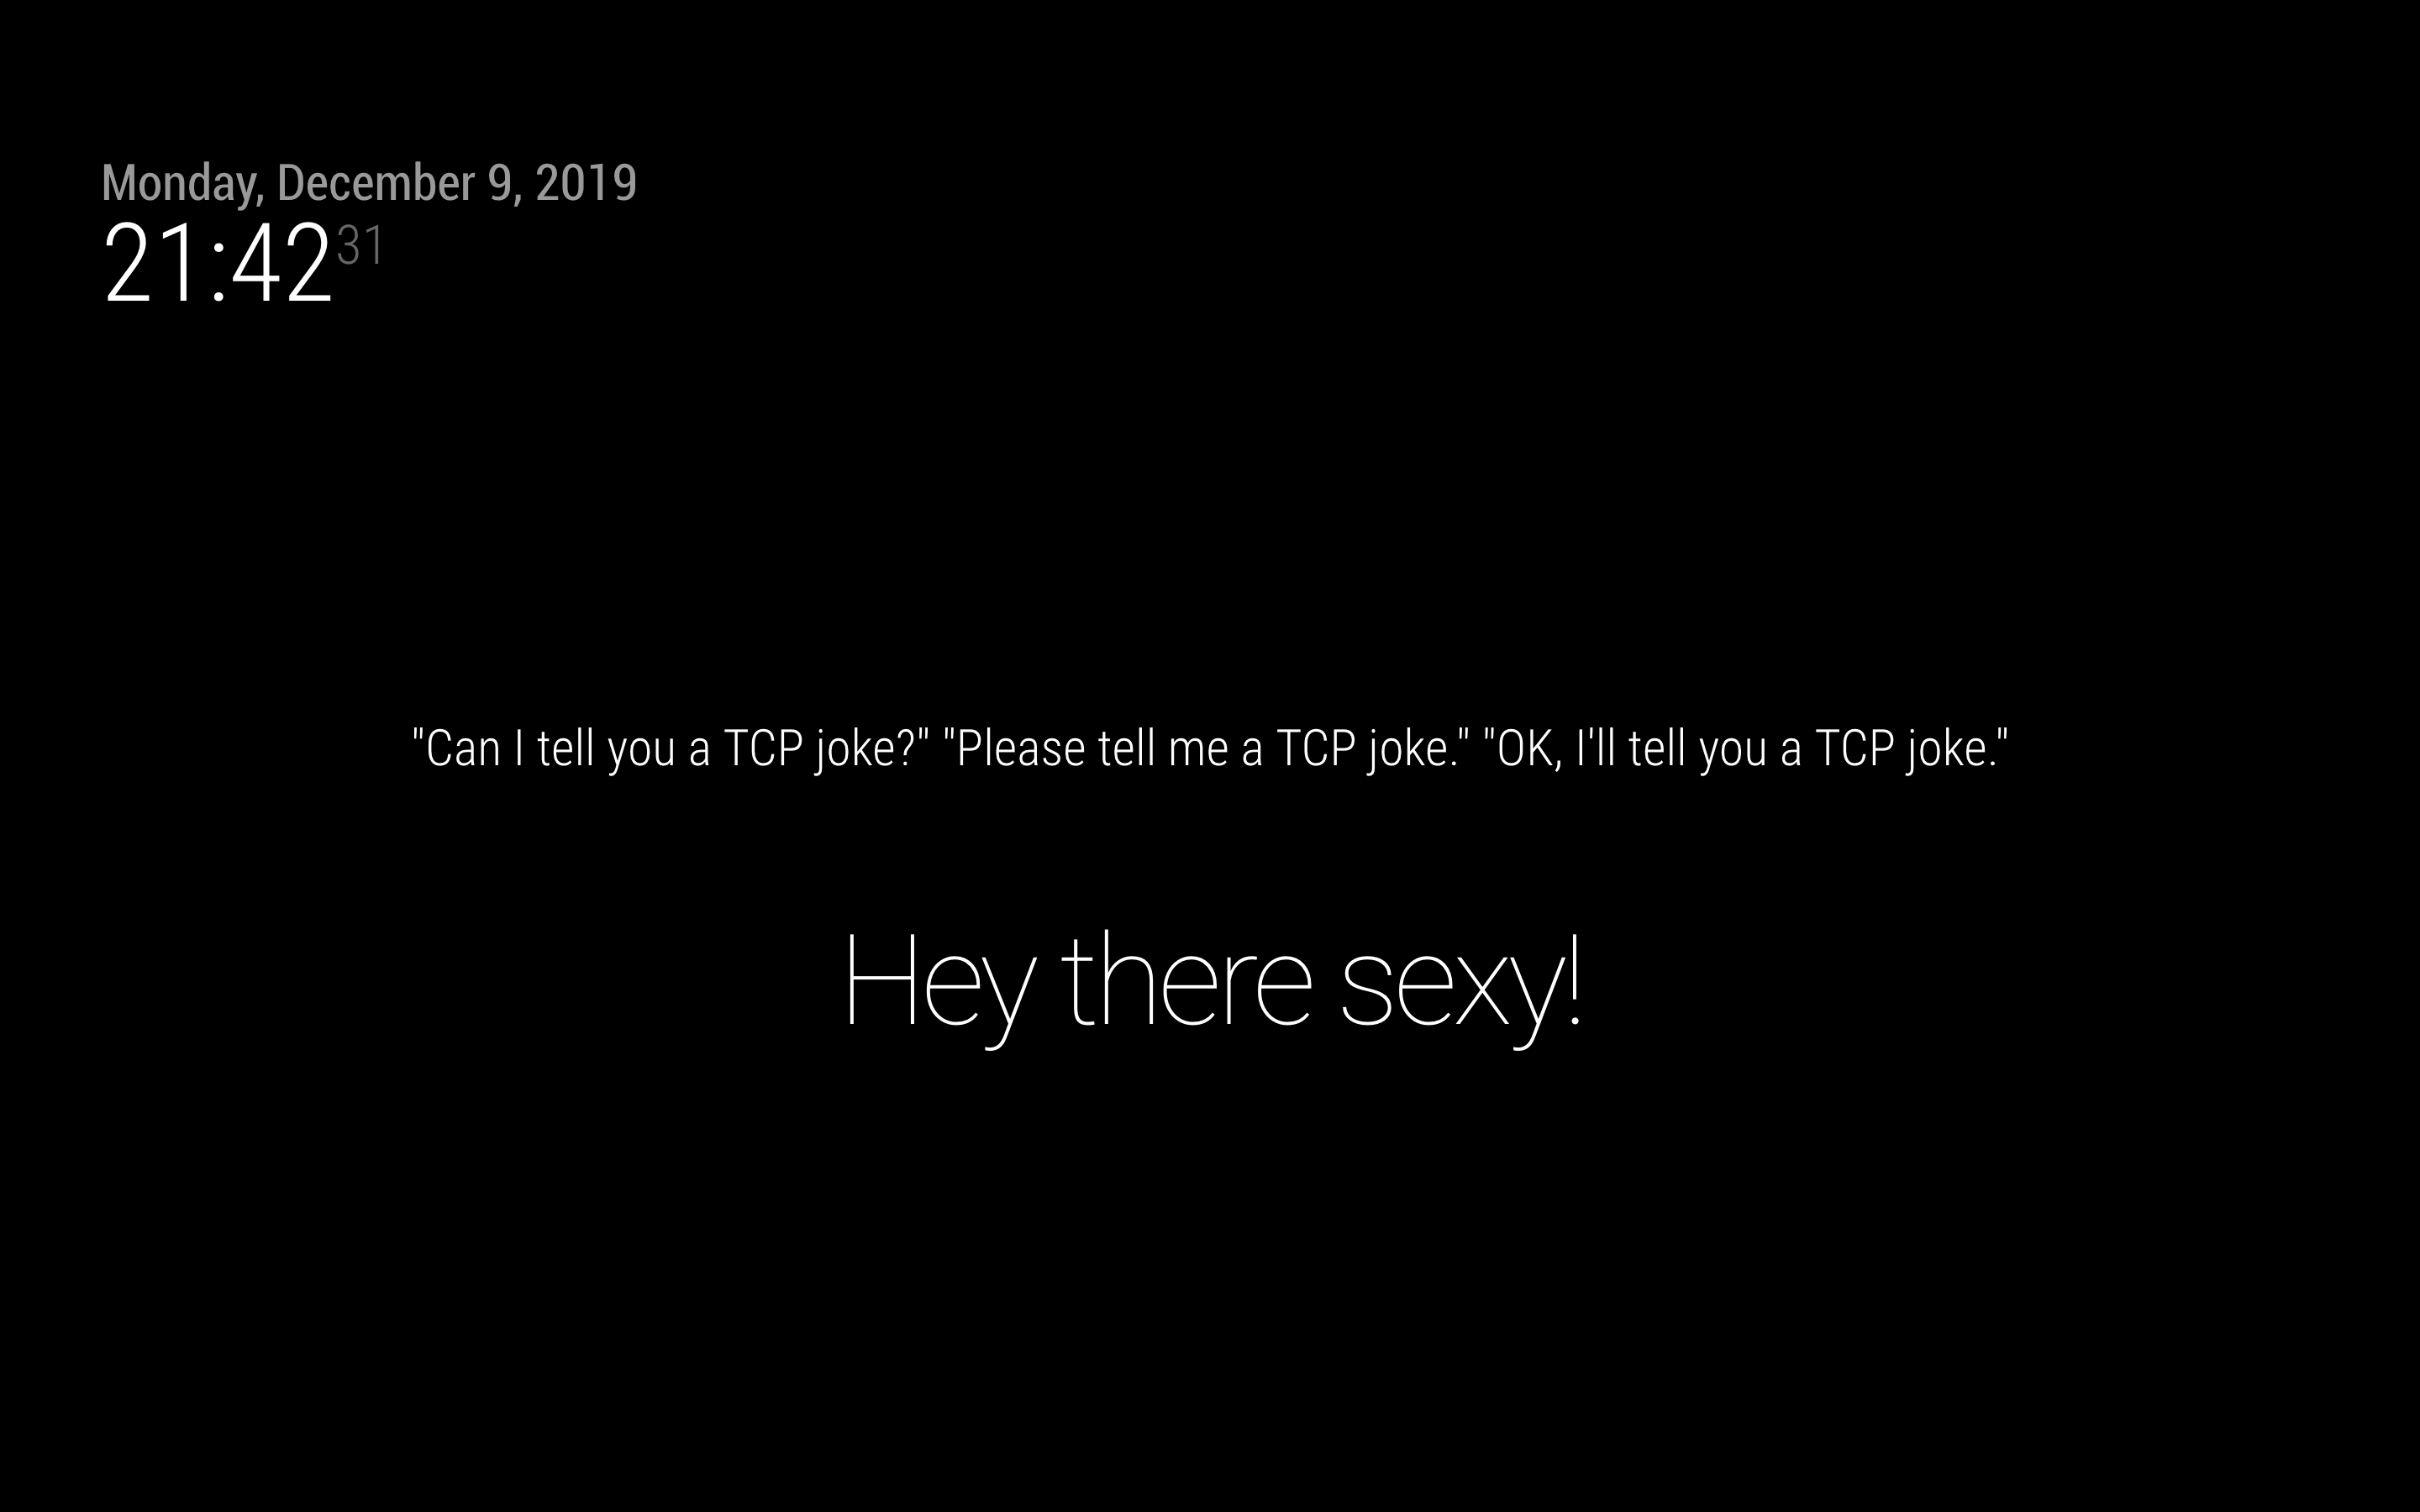 Monday, December 9, 2019
21:42 31
"Can I tell you a TCP joke?" "Please tell me a TCP joke." "OK, I'll tell you a TCP joke."
Hey there sexy!